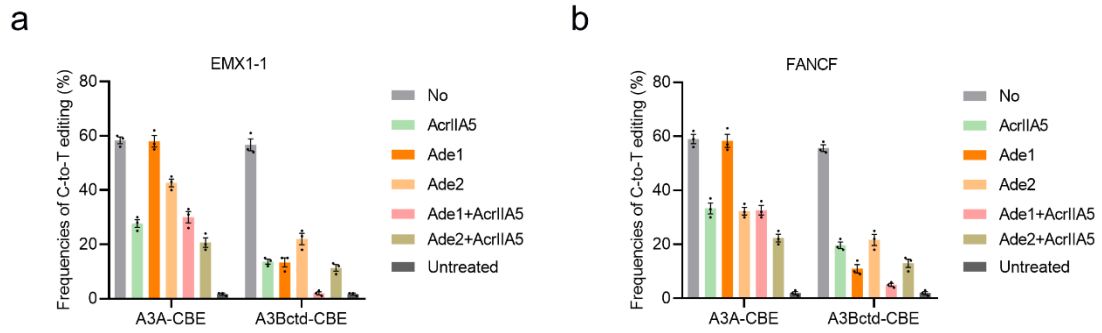 a
EMX1-1
Frequencies of C-to-T editing (%)
80
60
40
20
0
A3A-CBE
A3Bctd-CBE
No
AcrIIA5
Ade1
Ade2
Ade1+AcrIIA5
Ade2+AcrIIA5
Untreated
b
FANCF
Frequencies of C-to-T editing (%)
80
60
40
20
0
A3A-CBE
A3Bctd-CBE
No
AcrIIA5
Ade1
Ade2
Ade1+AcrIIA5
Ade2+AcrIIA5
Untreated